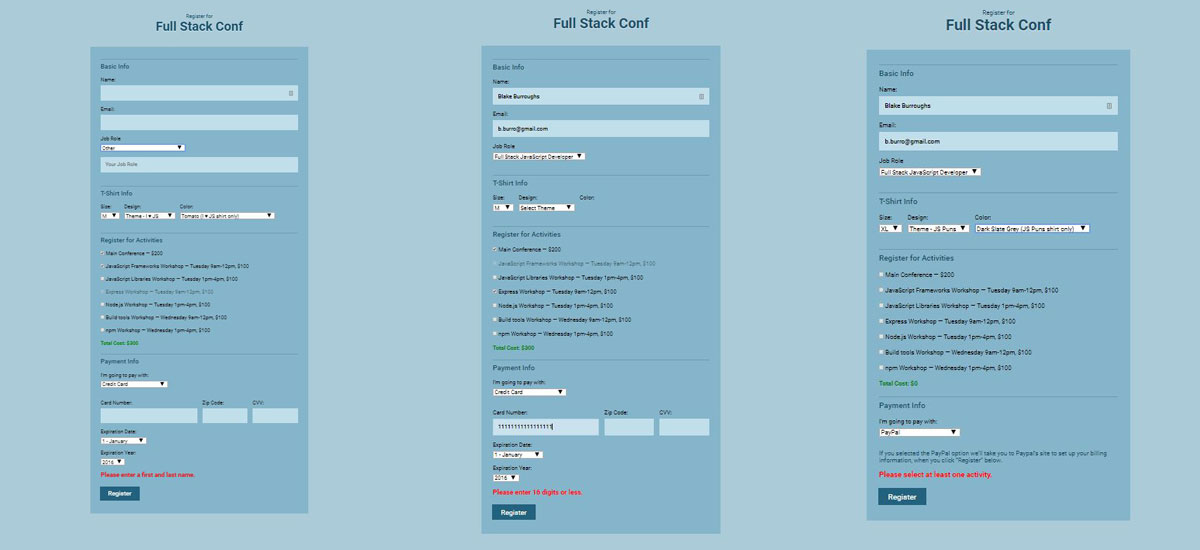 Register for
Full Stack Conf
Basic Info
Name:
Email:
Job Role
Other
Your Job Role
T-Shirt Info
Size: Design: Color:
M Theme - I ♥ JS Tomato (I ♥ JS shirt only)
Register for Activities
Main Conference — $200
JavaScript Frameworks Workshop — Tuesday 9am-12pm, $100
JavaScript Libraries Workshop — Tuesday 1pm-4pm, $100
Express Workshop — Tuesday 9am-12pm, $100
Node.js Workshop — Tuesday 1pm-4pm, $100
Build tools Workshop — Wednesday 9am-12pm, $100
npm Workshop — Wednesday 1pm-4pm, $100
Total Cost: $300
Payment Info
I'm going to pay with:
Credit Card
Card Number: Zip Code: CVV:
Expiration Date:
1 - January
Expiration Year:
2016
Please enter a first and last name.
Register
Register for
Full Stack Conf
Basic Info
Name:
Blake Burroughs
Email:
b.burro@gmail.com
Job Role
Full Stack JavaScript Developer
T-Shirt Info
Size: Design: Color:
M Select Theme
Register for Activities
Main Conference — $200
JavaScript Frameworks Workshop — Tuesday 9am-12pm, $100
JavaScript Libraries Workshop — Tuesday 1pm-4pm, $100
Express Workshop — Tuesday 9am-12pm, $100
Node.js Workshop — Tuesday 1pm-4pm, $100
Build tools Workshop — Wednesday 9am-12pm, $100
npm Workshop — Wednesday 1pm-4pm, $100
Total Cost: $300
Payment Info
I'm going to pay with:
Credit Card
Card Number: Zip Code: CVV:
Expiration Date:
1 - January
Expiration Year:
2016
Please enter 16 digits or less.
Register
Register for
Full Stack Conf
Basic Info
Name:
Blake Burroughs
Email:
b.burro@gmail.com
Job Role
Full Stack JavaScript Developer
T-Shirt Info
Size: Design: Color:
XL Theme - JS Puns Dark Slate Grey (JS Puns shirt only)
Register for Activities
Main Conference — $200
JavaScript Frameworks Workshop — Tuesday 9am-12pm, $100
JavaScript Libraries Workshop — Tuesday 1pm-4pm, $100
Express Workshop — Tuesday 9am-12pm, $100
Node.js Workshop — Tuesday 1pm-4pm, $100
Build tools Workshop — Wednesday 9am-12pm, $100
npm Workshop — Wednesday 1pm-4pm, $100
Total Cost: $0
Payment Info
I'm going to pay with:
PayPal
If you selected the PayPal option we'll take you to Paypal's site to set up your billing
information, when you click "Register" below.
Please select at least one activity.
Register